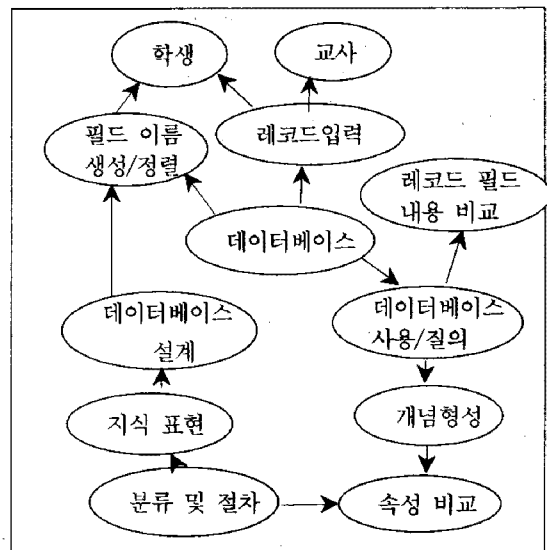 학생
교사
필드 이름
생성/정렬
레코드입력
레코드 필드
내용 비교
데이터베이스
데이터베이스
설계
데이터베이스
사용/질의
지식 표현
개념형성
분류 및 절차
속성 비교